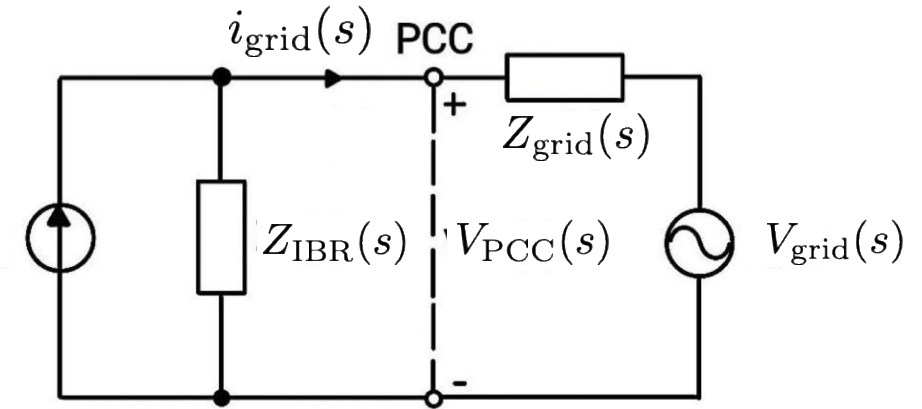 i_grid(s) PCC
+
Z_grid(s)
Z_IBR(s) V_PCC(s) V_grid(s)
-